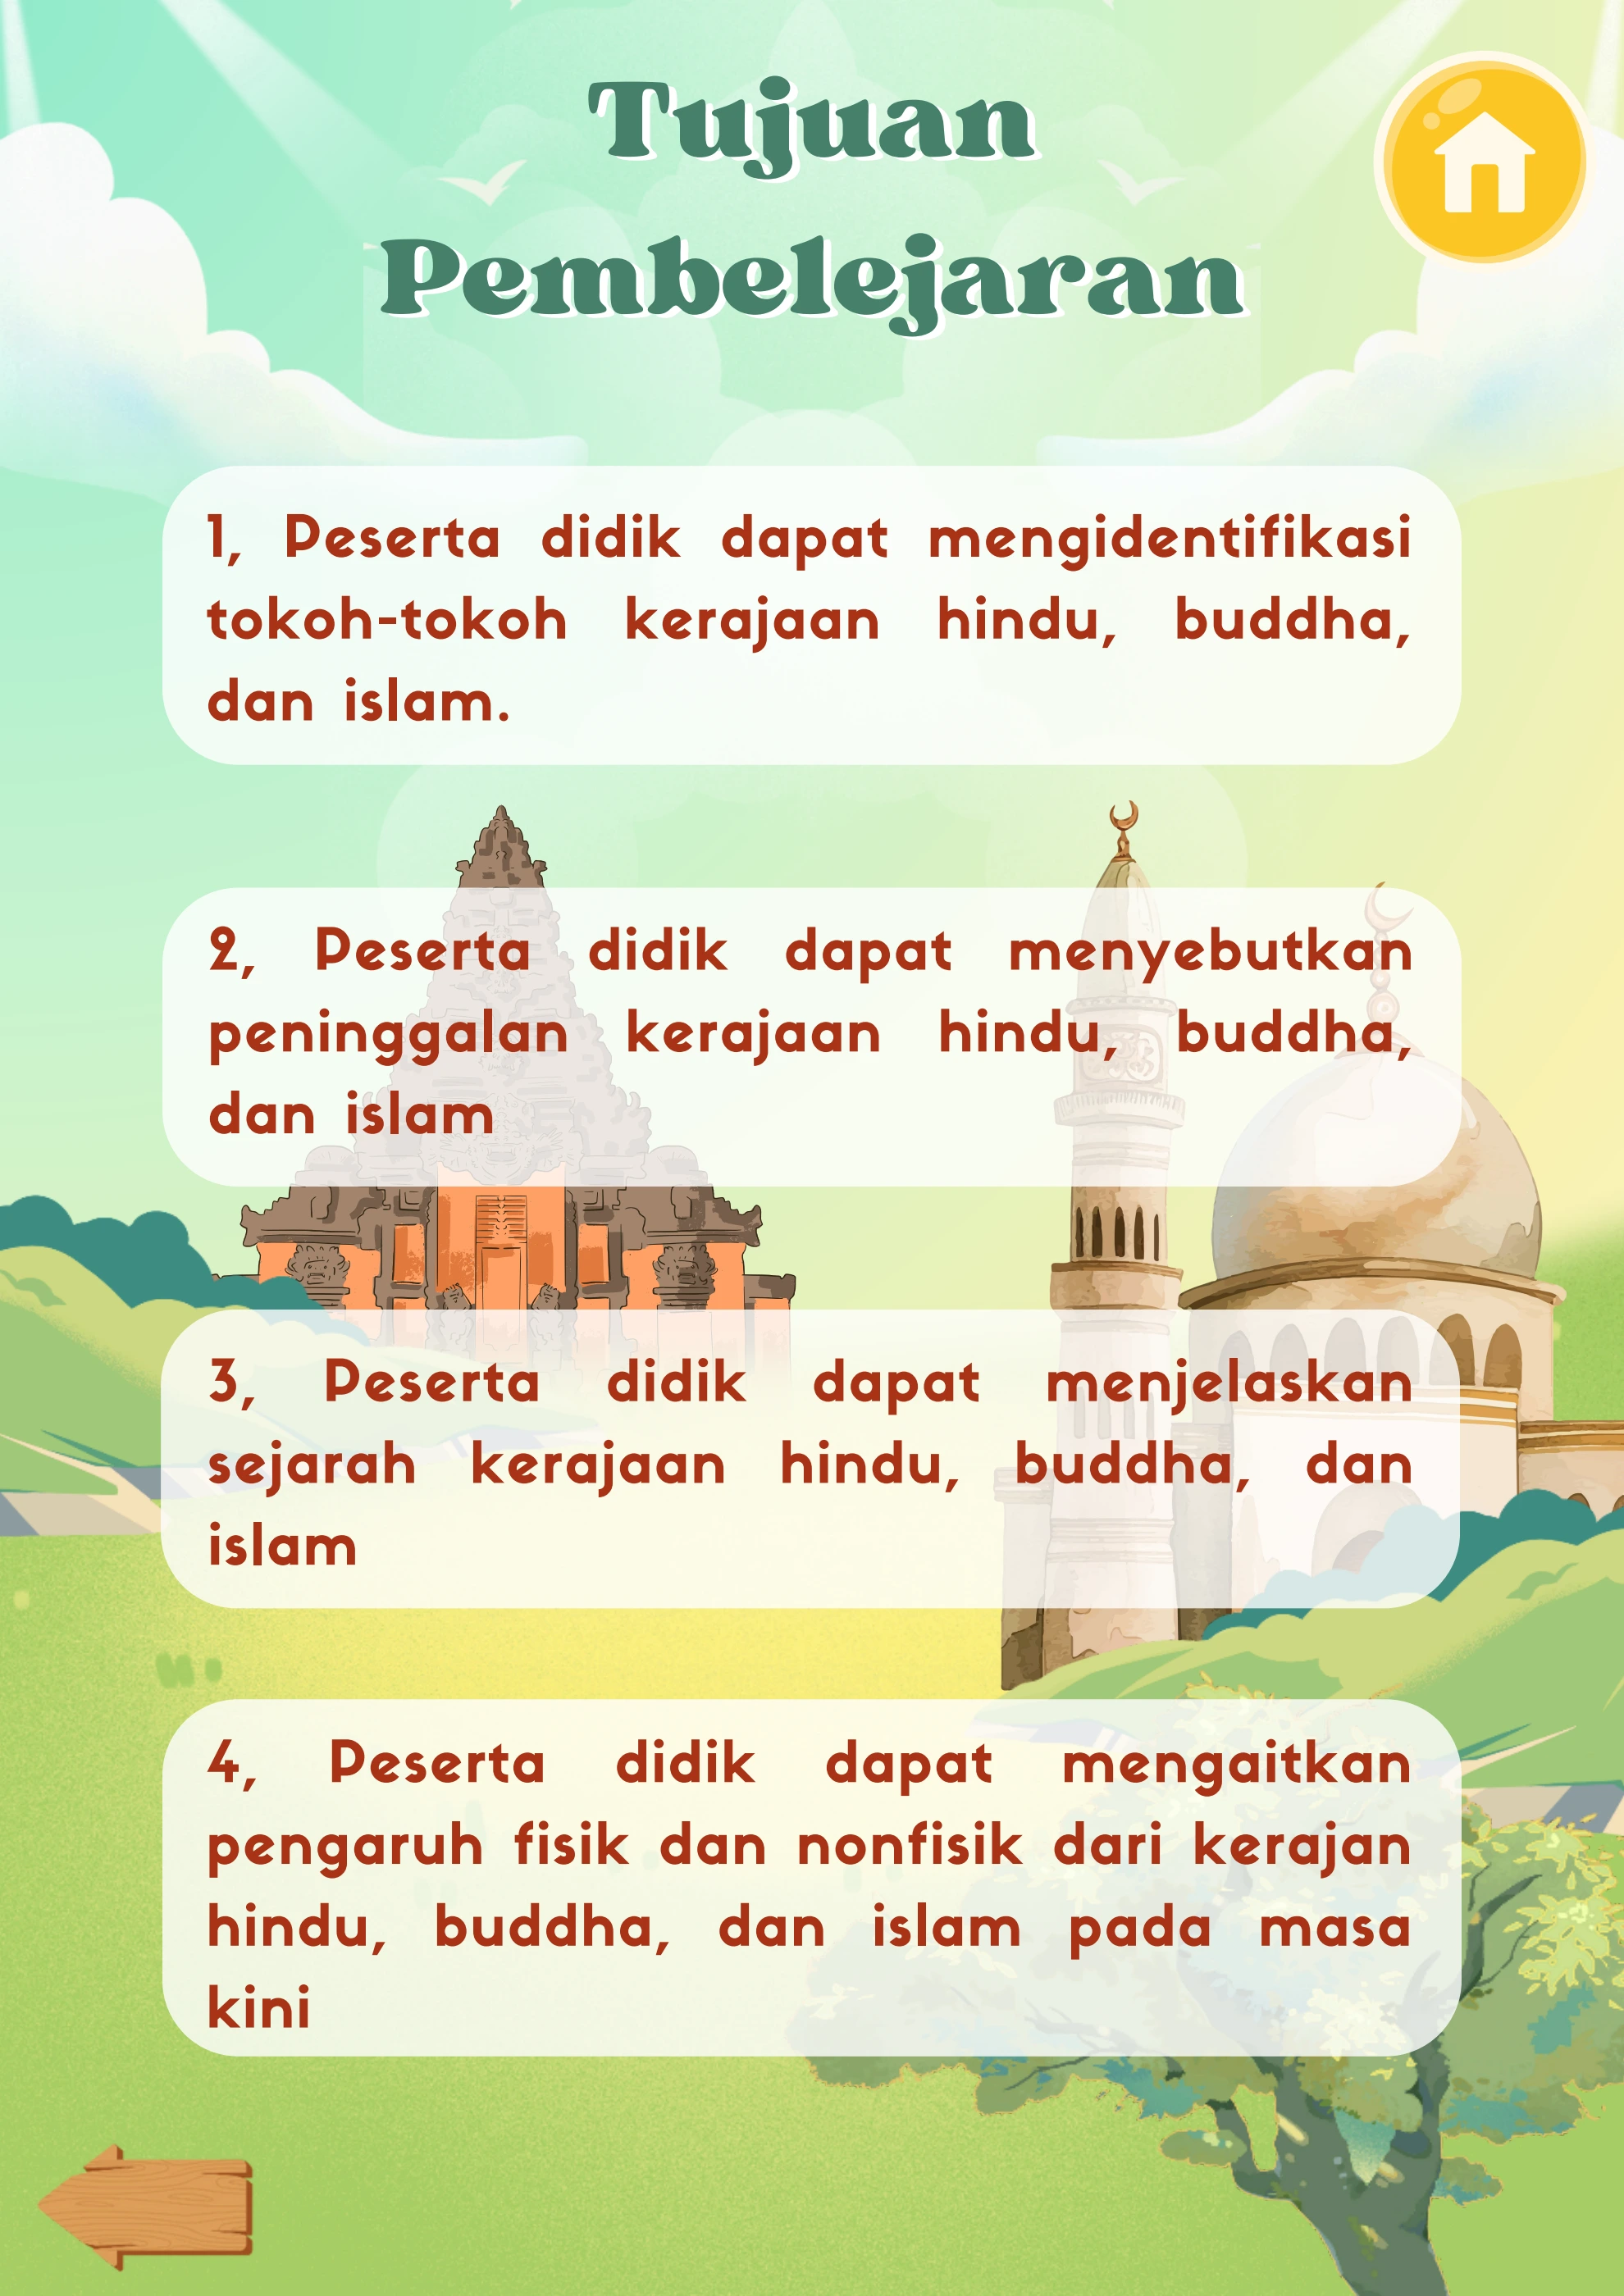 Tujuan
Pembelejaran
1, Peserta didik dapat mengidentifikasi
tokoh-tokoh kerajaan hindu, buddha,
dan islam.
2, Peserta didik dapat menyebutkan
peninggalan kerajaan hindu, buddha,
dan islam
3, Peserta didik dapat menjelaskan
sejarah kerajaan hindu, buddha, dan
islam
4, Peserta didik dapat mengaitkan
pengaruh fisik dan nonfisik dari kerajan
hindu, buddha, dan islam pada masa
kini